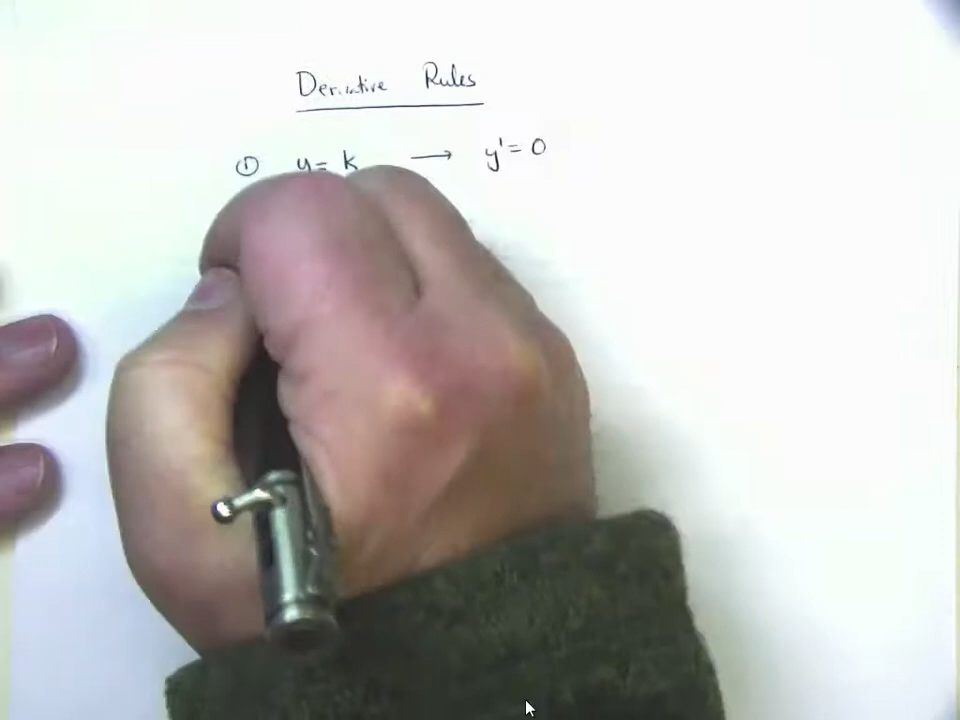 Derivative Rules
① y = k → y' = 0